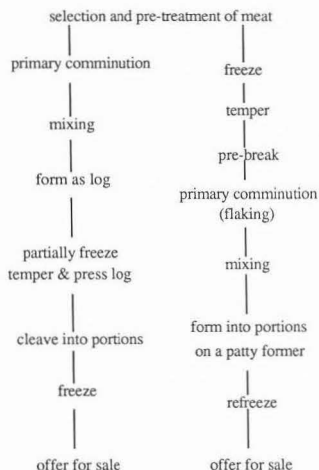 selection and pre-treatment of meat
primary comminution
mixing
form as log
partially freeze
temper & press log
cleave into portions
freeze
offer for sale
freeze
temper
pre-break
primary comminution
(flaking)
mixing
form into portions
on a patty former
refreeze
offer for sale